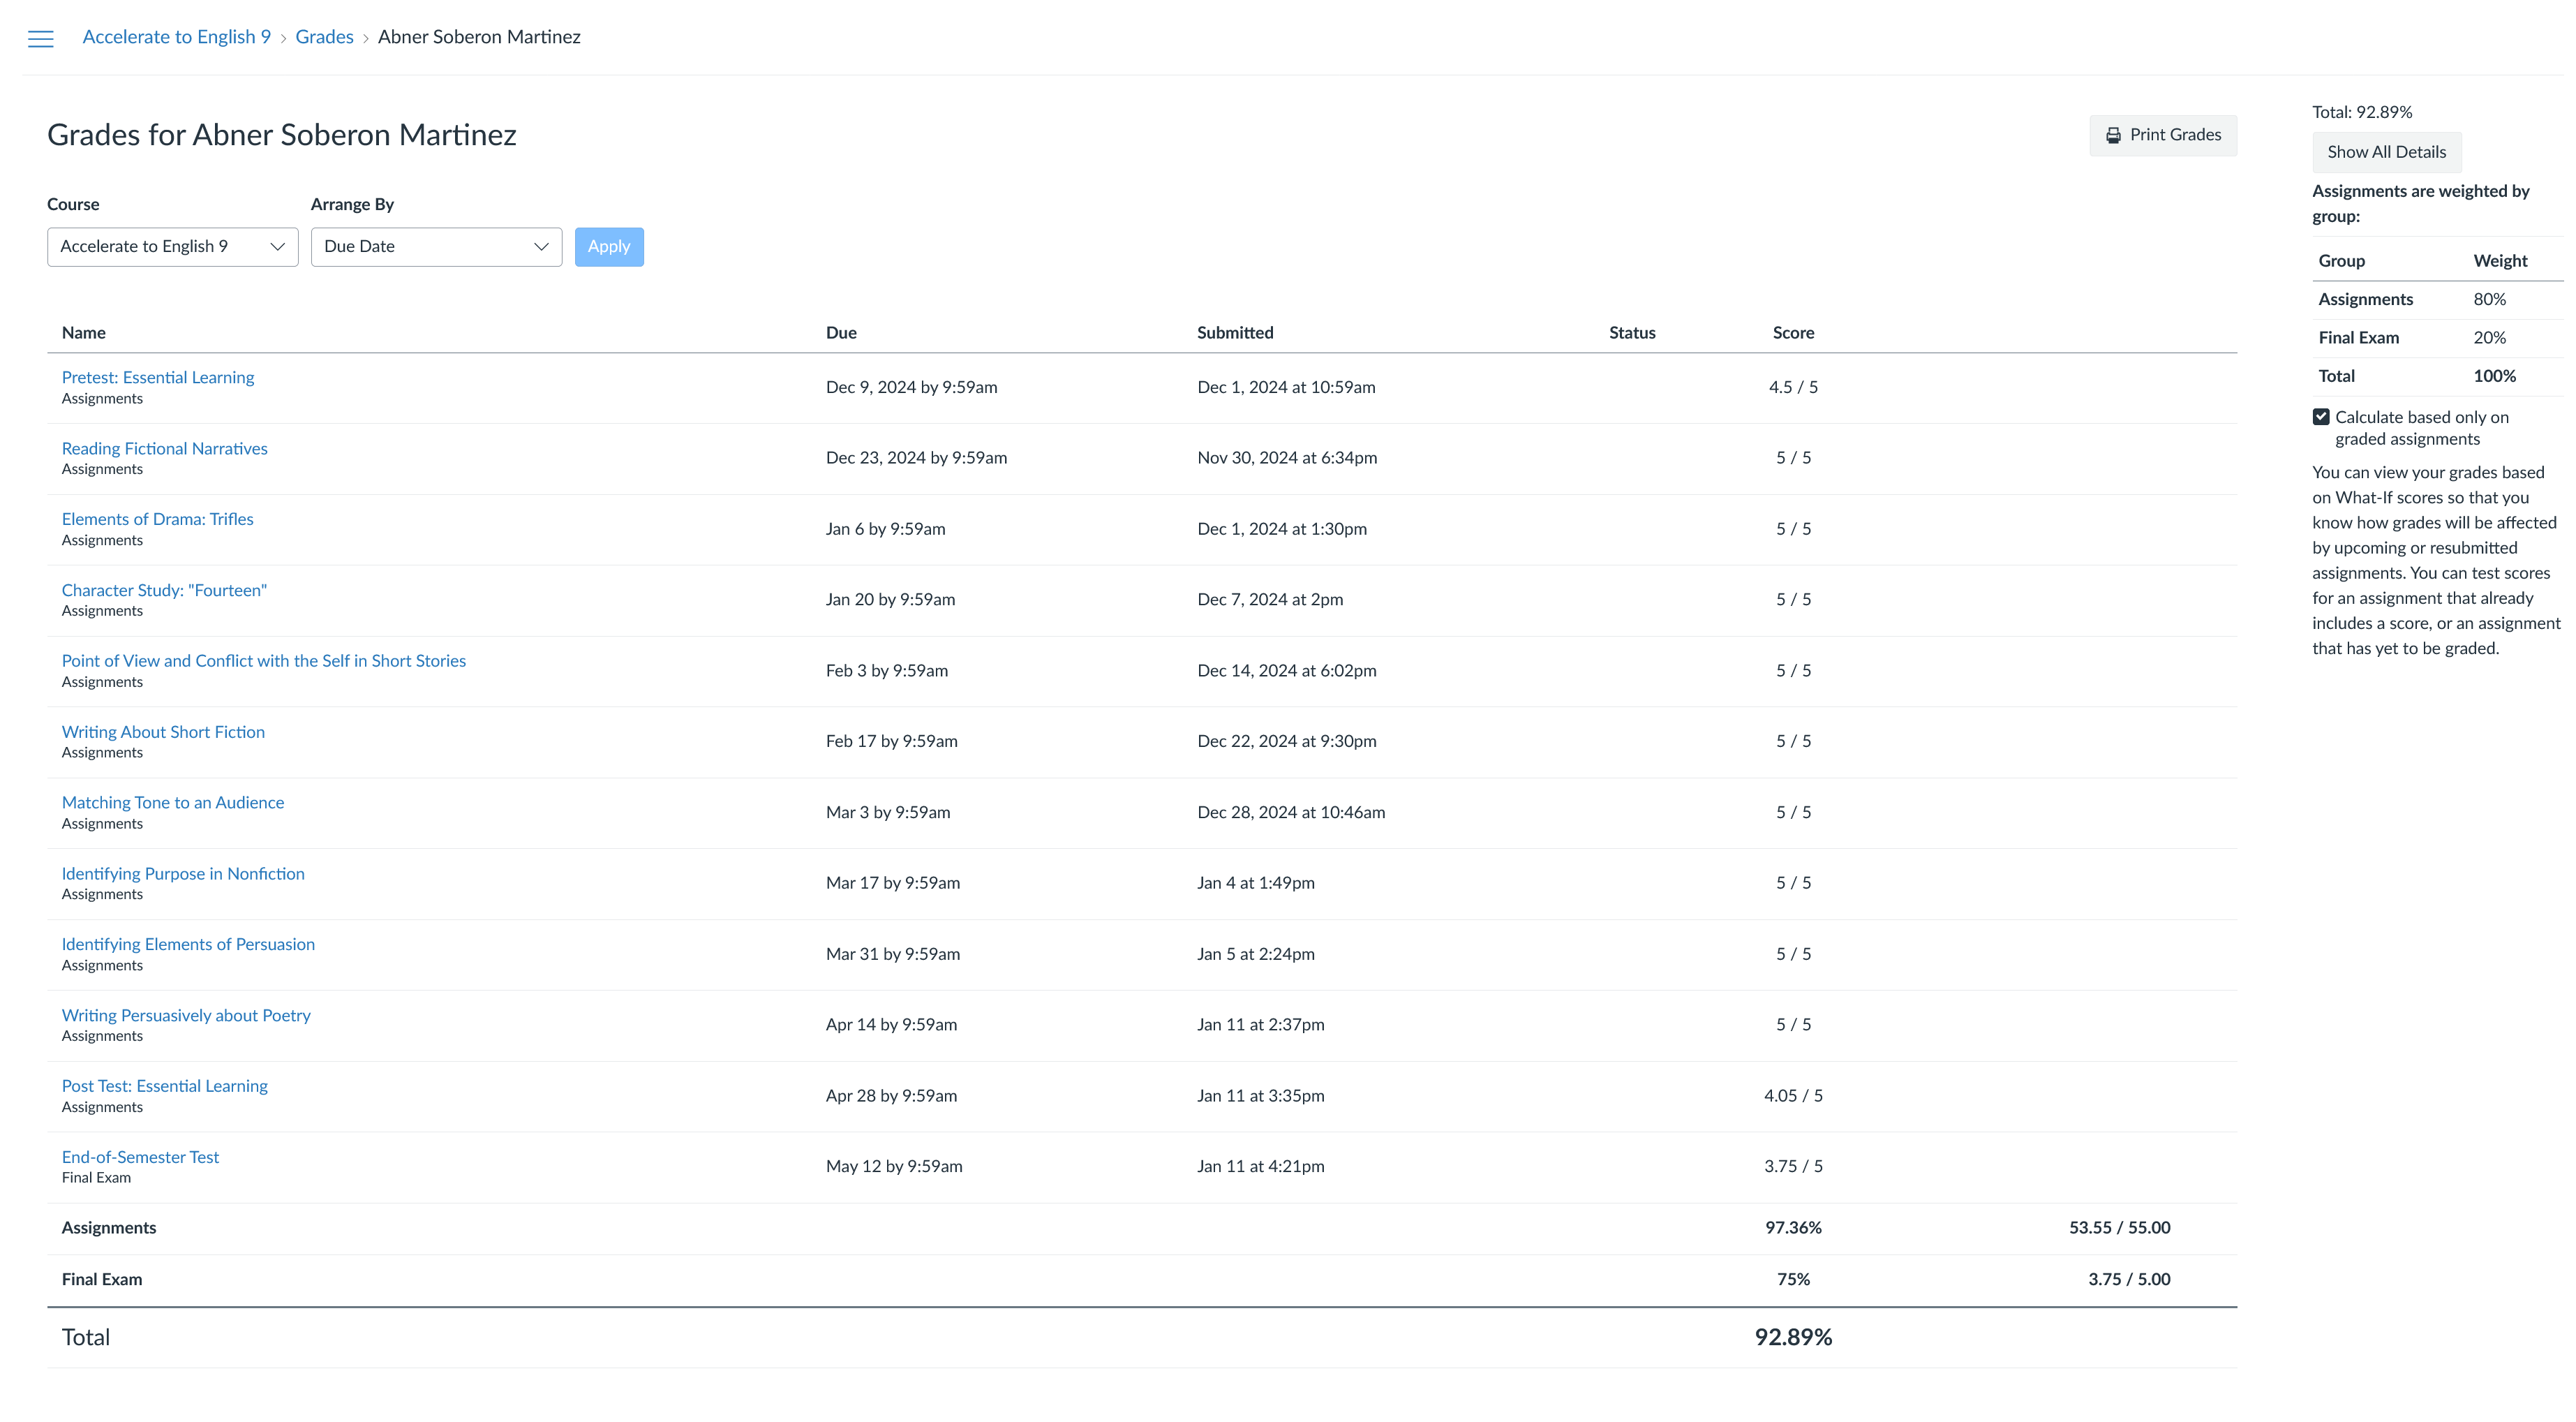 Accelerate to English 9 › Grades › Abner Soberon Martinez
Grades for Abner Soberon Martinez
Print Grades
Course
Arrange By
Accelerate to English 9
Due Date
Apply
Name Due Submitted Status Score
Pretest: Essential Learning
Assignments
Dec 9, 2024 by 9:59am Dec 1, 2024 at 10:59am 4.5 / 5
Reading Fictional Narratives
Assignments
Dec 23, 2024 by 9:59am Nov 30, 2024 at 6:34pm 5 / 5
Elements of Drama: Trifles
Assignments
Jan 6 by 9:59am Dec 1, 2024 at 1:30pm 5 / 5
Character Study: "Fourteen"
Assignments
Jan 20 by 9:59am Dec 7, 2024 at 2pm 5 / 5
Point of View and Conflict with the Self in Short Stories
Assignments
Feb 3 by 9:59am Dec 14, 2024 at 6:02pm 5 / 5
Writing About Short Fiction
Assignments
Feb 17 by 9:59am Dec 22, 2024 at 9:30pm 5 / 5
Matching Tone to an Audience
Assignments
Mar 3 by 9:59am Dec 28, 2024 at 10:46am 5 / 5
Identifying Purpose in Nonfiction
Assignments
Mar 17 by 9:59am Jan 4 at 1:49pm 5 / 5
Identifying Elements of Persuasion
Assignments
Mar 31 by 9:59am Jan 5 at 2:24pm 5 / 5
Writing Persuasively about Poetry
Assignments
Apr 14 by 9:59am Jan 11 at 2:37pm 5 / 5
Post Test: Essential Learning
Assignments
Apr 28 by 9:59am Jan 11 at 3:35pm 4.05 / 5
End-of-Semester Test
Final Exam
May 12 by 9:59am Jan 11 at 4:21pm 3.75 / 5
Assignments 97.36% 53.55 / 55.00
Final Exam 75% 3.75 / 5.00
Total 92.89%
Total: 92.89%
Show All Details
Assignments are weighted by
group:
Group Weight
Assignments 80%
Final Exam 20%
Total 100%
Calculate based only on
graded assignments
You can view your grades based
on What-If scores so that you
know how grades will be affected
by upcoming or resubmitted
assignments. You can test scores
for an assignment that already
includes a score, or an assignment
that has yet to be graded.